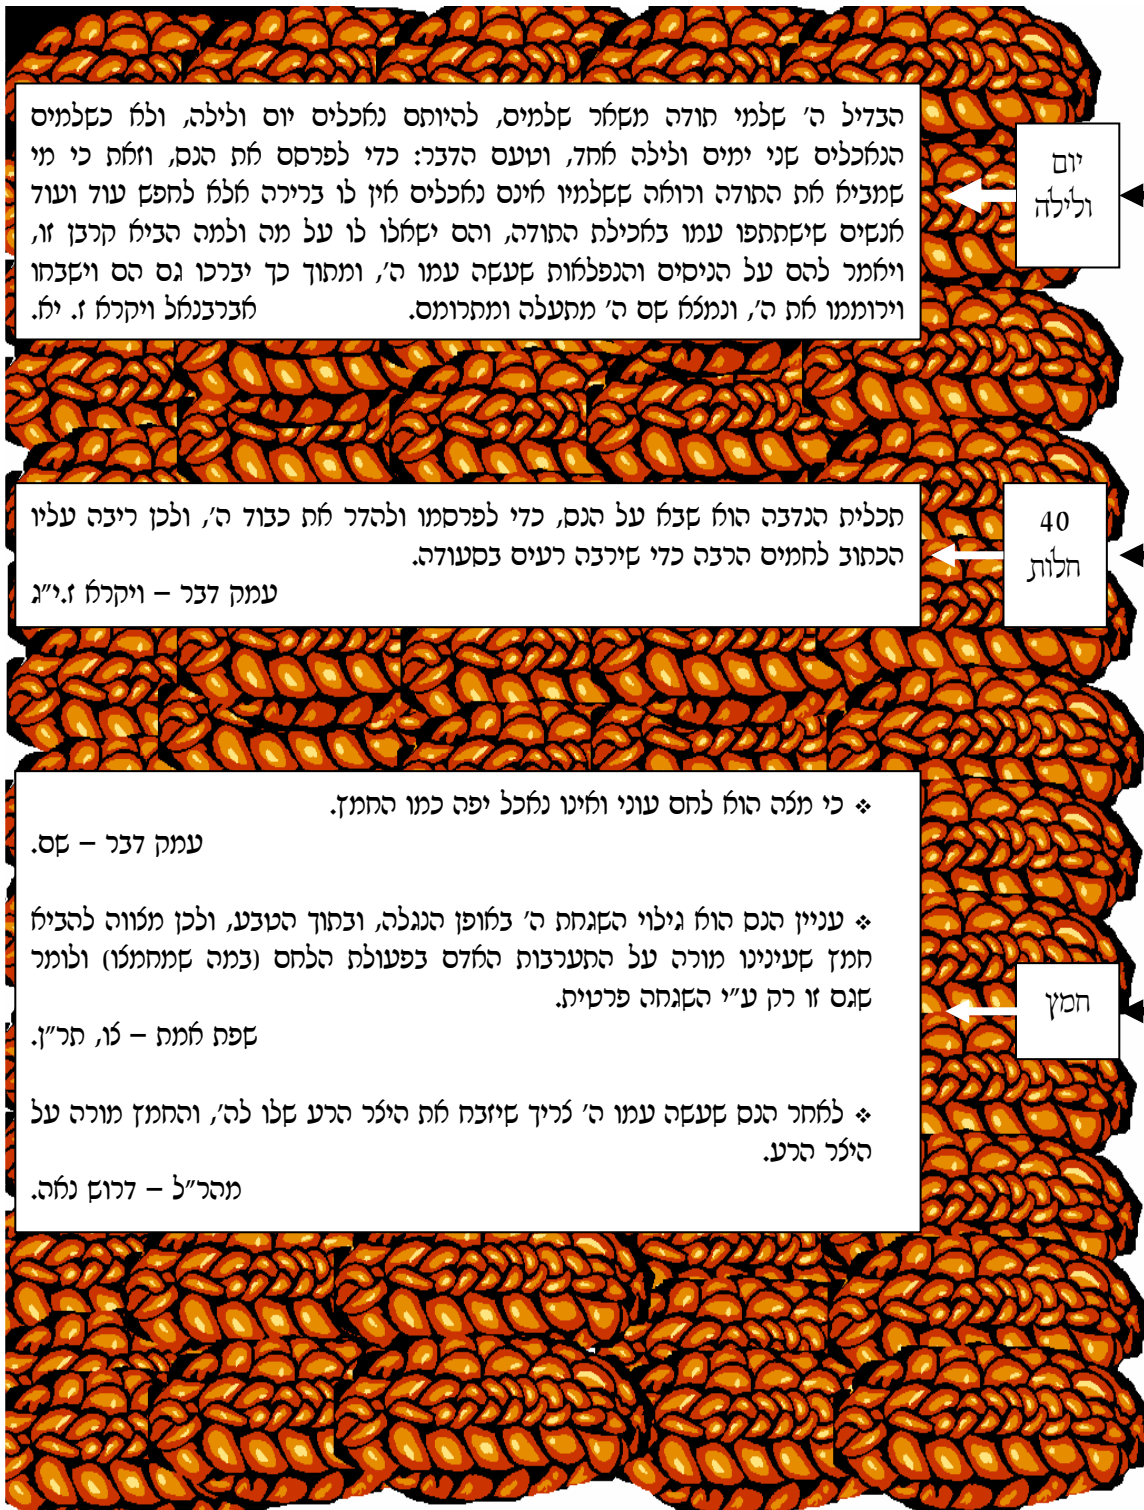 יום
ולילה
הבדיל ה' שלמי תודה משאר שלמים, להיותם נאכלים יום ולילה, ולא כשלמים
הנאכלים שני ימים ולילה אחד, וטעם הדבר: כדי לפרסם את הנס, וזאת כי מי
שמביא את התודה ורואה ששלמיו אינם נאכלים אין לו ברירה אלא לחפש עוד ועוד
אנשים שישתתפו עמו באכילת התודה, והם ישאלו לו על מה ולמה הביא קרבן זו,
ויאמר להם על הניסים והנפלאות שעשה עמו ה', ומתוך כך יברכו גם הם וישבחו
וירוממו את ה', ונמצא שם ה' מתעלה ומתרומם. אברבנאל ויקרא ז. יא.
40
חלות
תכלית הנדבה הוא שבא על הנס, כדי לפרסמו ולהדר את כבוד ה', ולכן ריבה עליו
הכתוב לחמים הרבה כדי שירבה רעים בסעודה.
עמק דבר – ויקרא ז.י"ג
חמץ
❖ כי מצה הוא לחם עוני ואינו נאכל יפה כמו החמץ.
עמק דבר – שם.
❖ עניין הנס הוא גילוי השגחת ה' באופן הנגלה, ובתוך הטבע, ולכן מצווה להביא
חמץ שעינינו מורה על התערבות האדם בפעולת הלחם (במה שמחמצו) ולומר
שגם זו רק ע"י השגחה פרטית.
שפת אמת – צו, תר"ן.
❖ לאחר הנס שעשה עמו ה' צריך שיזבח את היצר הרע שלו לה', והחמץ מורה על
היצר הרע.
מהר"ל – דרוש נאה.